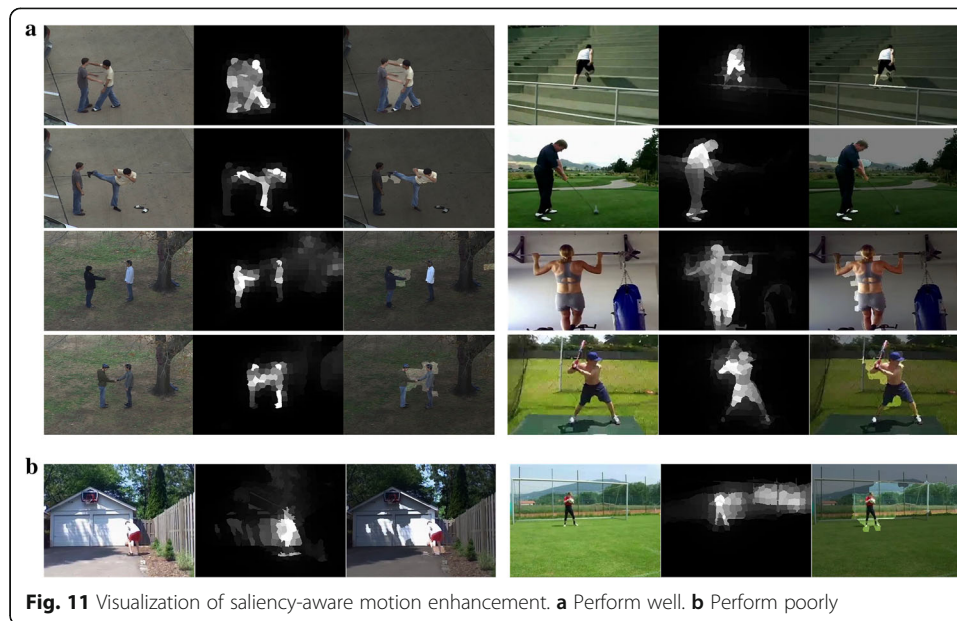 a
b
Fig. 11 Visualization of saliency-aware motion enhancement. a Perform well. b Perform poorly